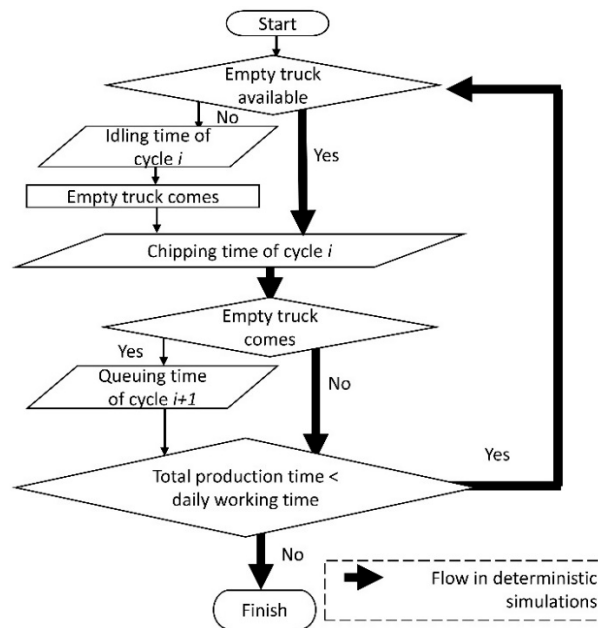 Start
Empty truck
available
No
Yes
Idling time of
cycle i
Empty truck comes
Chipping time of cycle i
Empty truck
comes
Yes
No
Queuing time
of cycle i+1
Total production time <
daily working time
Yes
No
Finish
Flow in deterministic
simulations